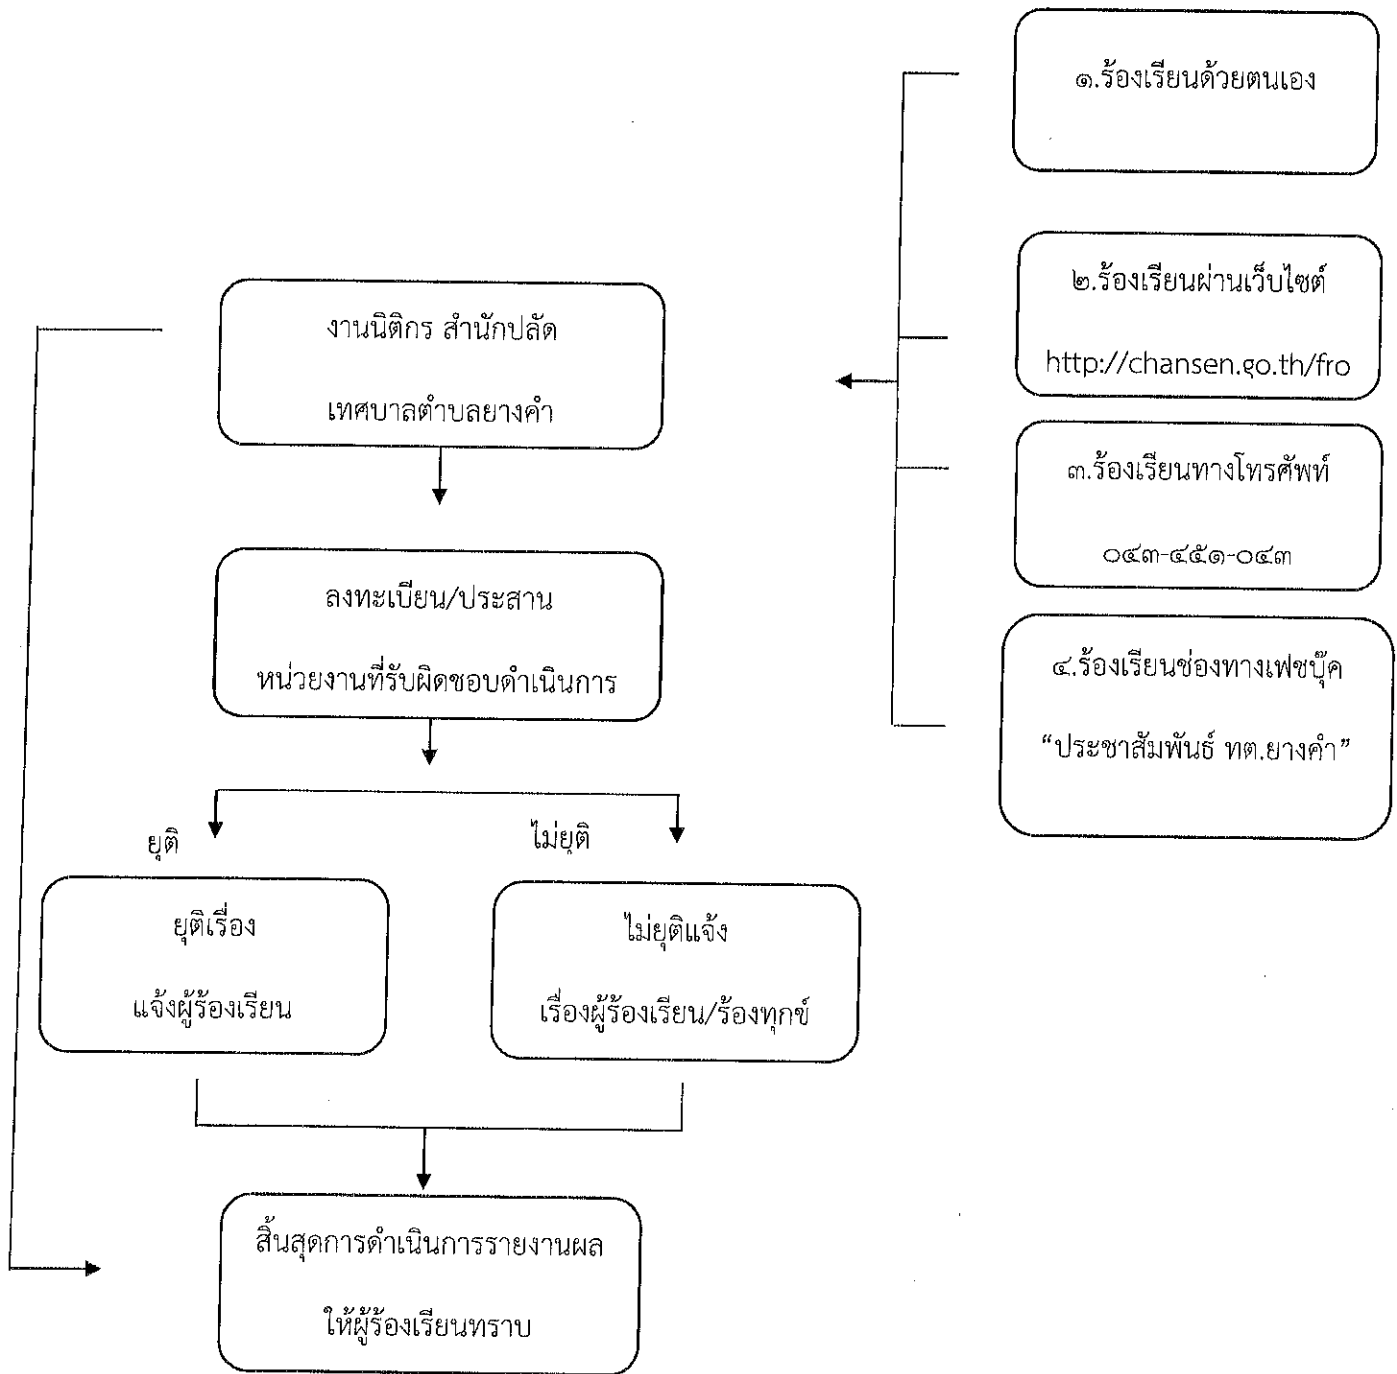 ๑.ร้องเรียนด้วยตนเอง
๒.ร้องเรียนผ่านเว็บไซต์
http://chansen.go.th/fro
๓.ร้องเรียนทางโทรศัพท์
๐๔๓-๔๕๑-๐๔๓
๔.ร้องเรียนช่องทางเฟซบุ๊ค
“ประชาสัมพันธ์ ทต.ยางคำ”
งานนิติกร สำนักปลัด
เทศบาลตำบลยางคำ
ลงทะเบียน/ประสาน
หน่วยงานที่รับผิดชอบดำเนินการ
ยุติ
ไม่ยุติ
ยุติเรื่อง
แจ้งผู้ร้องเรียน
ไม่ยุติแจ้ง
เรื่องผู้ร้องเรียน/ร้องทุกข์
สิ้นสุดการดำเนินการรายงานผล
ให้ผู้ร้องเรียนทราบ